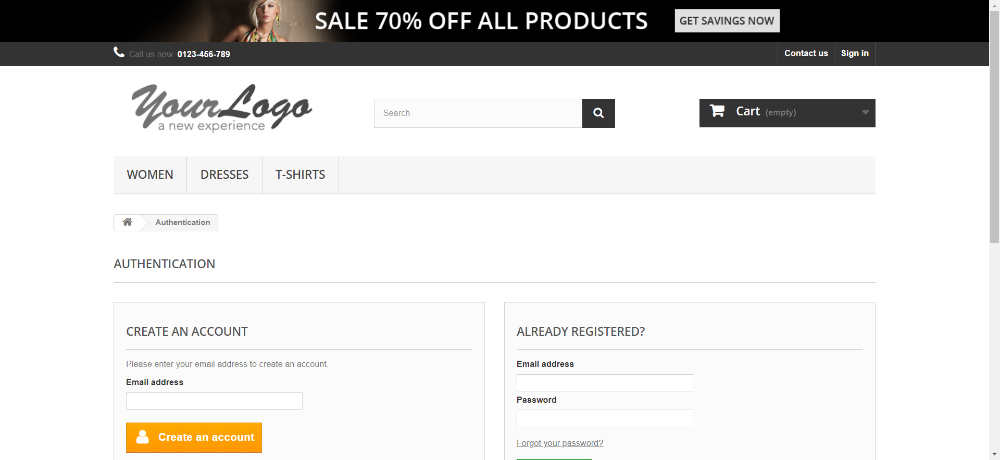 SALE 70% OFF ALL PRODUCTS GET SAVINGS NOW
Call us now: 0123-456-789 Contact us Sign in
YourLogo
a new experience
Search
Cart (empty)
WOMEN DRESSES T-SHIRTS
Authentication
AUTHENTICATION
CREATE AN ACCOUNT
Please enter your email address to create an account.
Email address
Create an account
ALREADY REGISTERED?
Email address
Password
Forgot your password?